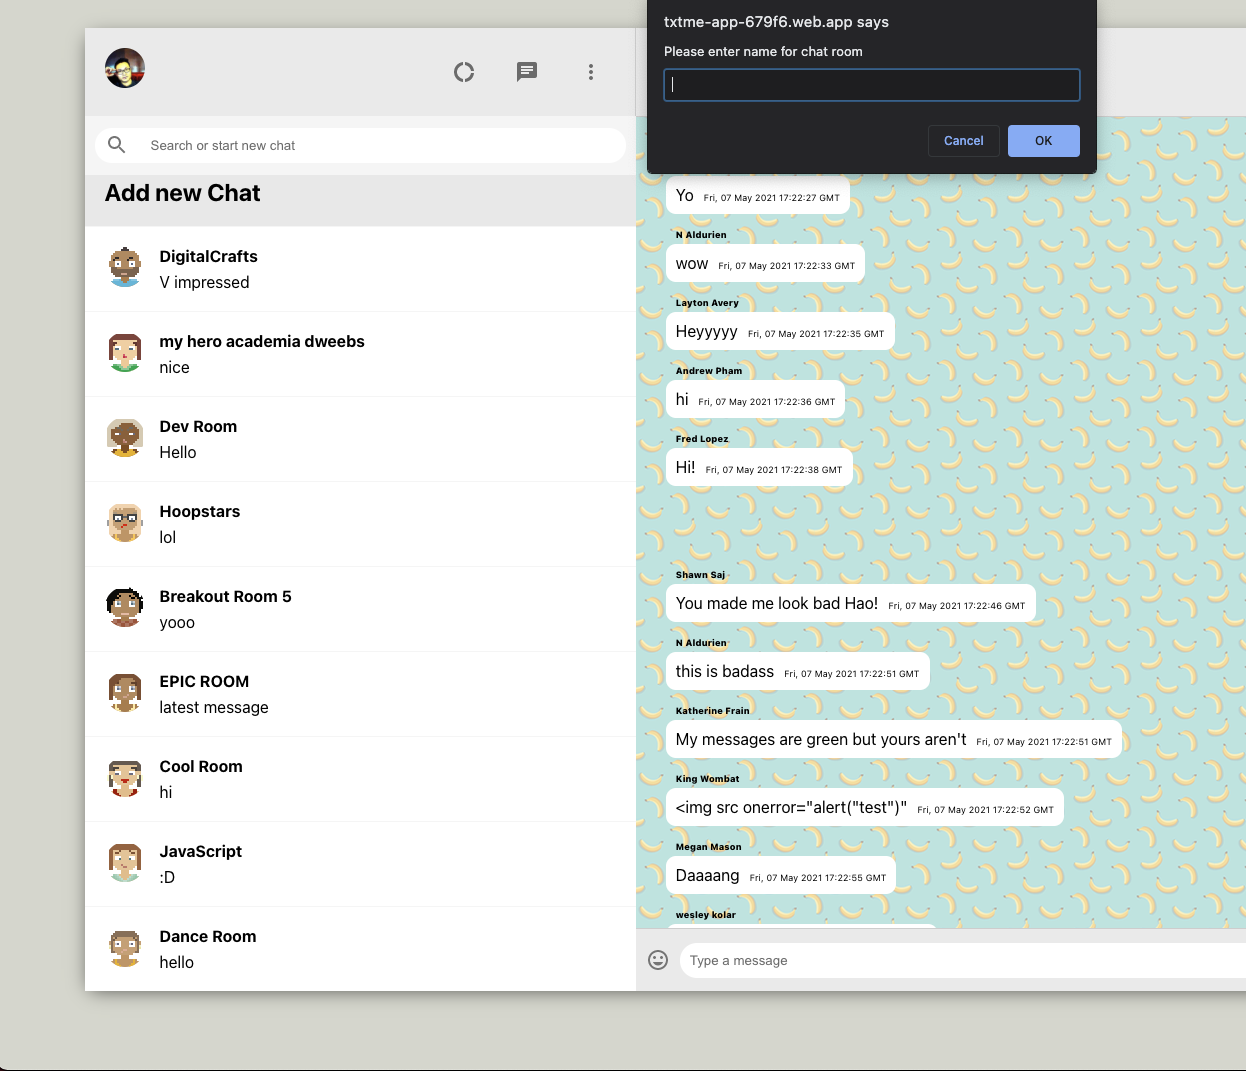 txtme-app-679f6.web.app says
Please enter name for chat room
Cancel
OK
Search or start new chat
Add new Chat
DigitalCrafts
V impressed
my hero academia dweebs
nice
Dev Room
Hello
Hoopstars
lol
Breakout Room 5
yooo
EPIC ROOM
latest message
Cool Room
hi
JavaScript
:D
Dance Room
hello
Yo Fri, 07 May 2021 17:22:27 GMT
N Aldurien
wow Fri, 07 May 2021 17:22:33 GMT
Layton Avery
Heyyyyy Fri, 07 May 2021 17:22:35 GMT
Andrew Pham
hi Fri, 07 May 2021 17:22:36 GMT
Fred Lopez
Hi! Fri, 07 May 2021 17:22:38 GMT
Shawn Saj
You made me look bad Hao! Fri, 07 May 2021 17:22:46 GMT
N Aldurien
this is badass Fri, 07 May 2021 17:22:51 GMT
Katherine Frain
My messages are green but yours aren't Fri, 07 May 2021 17:22:51 GMT
King Wombat
<img src onerror="alert("test")" Fri, 07 May 2021 17:22:52 GMT
Megan Mason
Daaaang Fri, 07 May 2021 17:22:55 GMT
wesley kolar
Type a message